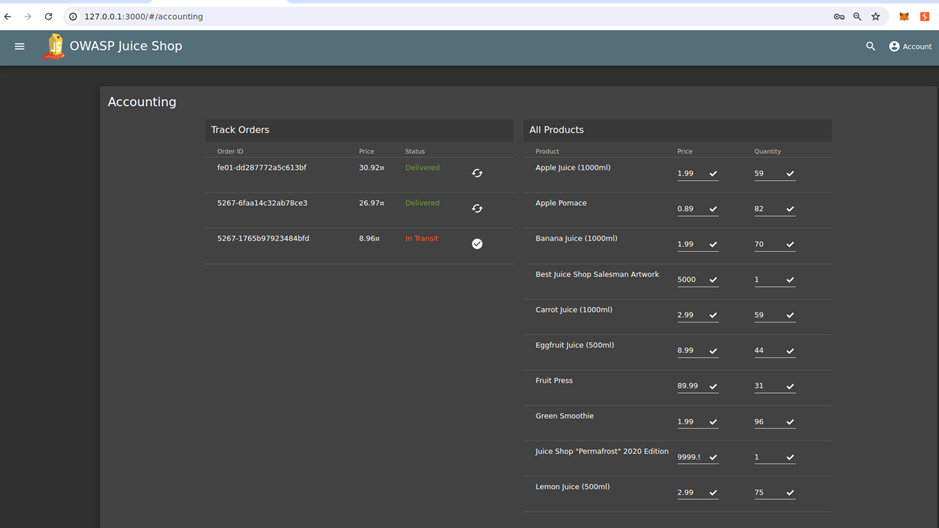 127.0.0.1:3000/#/accounting
OWASP Juice Shop
Account
Accounting
Track Orders
Order ID Price Status
fe01-dd287772a5c613bf 30.92¤ Delivered
5267-6faa14c32ab78ce3 26.97¤ Delivered
5267-1765b97923484bfd 8.96¤ In Transit
All Products
Product Price Quantity
Apple Juice (1000ml) 1.99 59
Apple Pomace 0.89 82
Banana Juice (1000ml) 1.99 70
Best Juice Shop Salesman Artwork 5000 1
Carrot Juice (1000ml) 2.99 59
Eggfruit Juice (500ml) 8.99 44
Fruit Press 89.99 31
Green Smoothie 1.99 96
Juice Shop "Permafrost" 2020 Edition 9999.9 1
Lemon Juice (500ml) 2.99 75